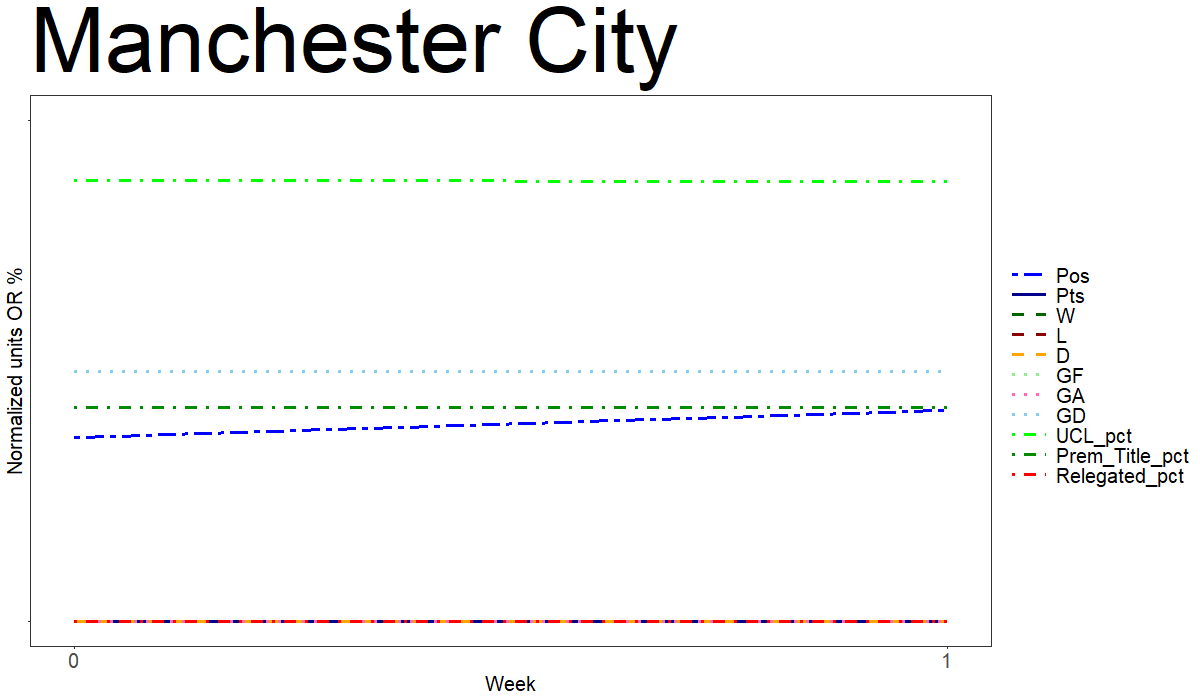 Manchester City
Normalized units OR %
Pos
Pts
W
L
D
GF
GA
GD
UCL_pct
Prem_Title_pct
Relegated_pct
0 1
Week